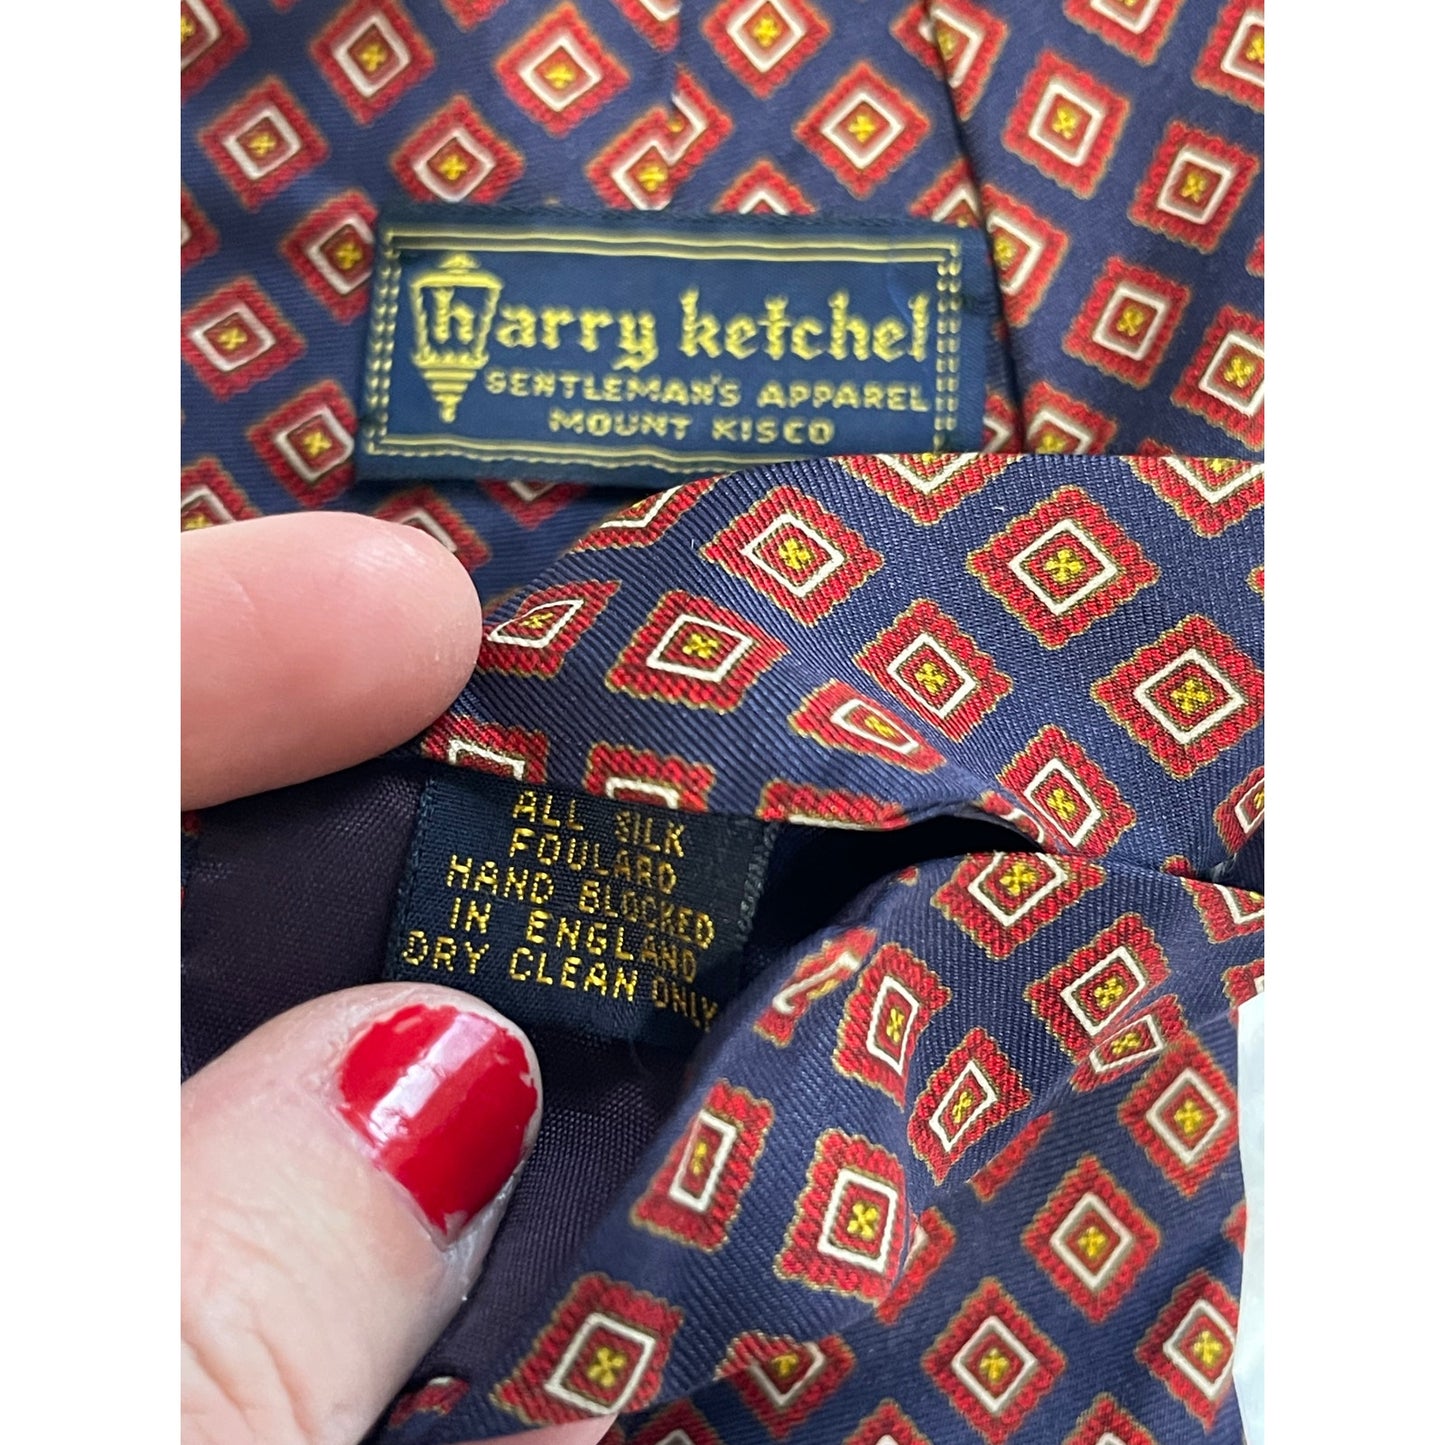 harry ketchel
GENTLEMAN'S APPAREL
MOUNT KISCO
ALL SILK
FOULARD
HAND BLOCKED
IN ENGLAND
DRY CLEAN ONLY